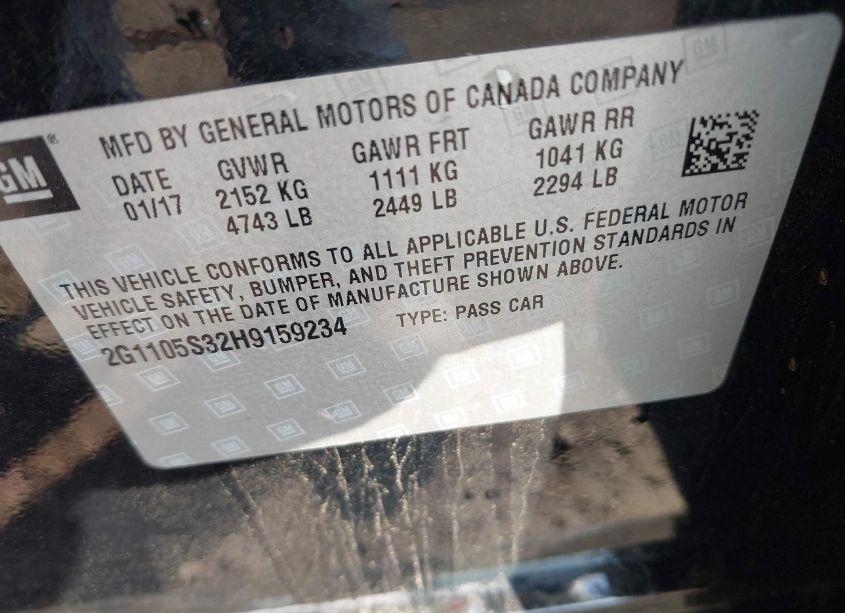 MFD BY GENERAL MOTORS OF CANADA COMPANY
GM®
DATE GVWR GAWR FRT GAWR RR
01/17 2152 KG 1111 KG 1041 KG
4743 LB 2449 LB 2294 LB
THIS VEHICLE CONFORMS TO ALL APPLICABLE U.S. FEDERAL MOTOR
VEHICLE SAFETY, BUMPER, AND THEFT PREVENTION STANDARDS IN
EFFECT ON THE DATE OF MANUFACTURE SHOWN ABOVE.
2G1105S32H9159234 TYPE: PASS CAR